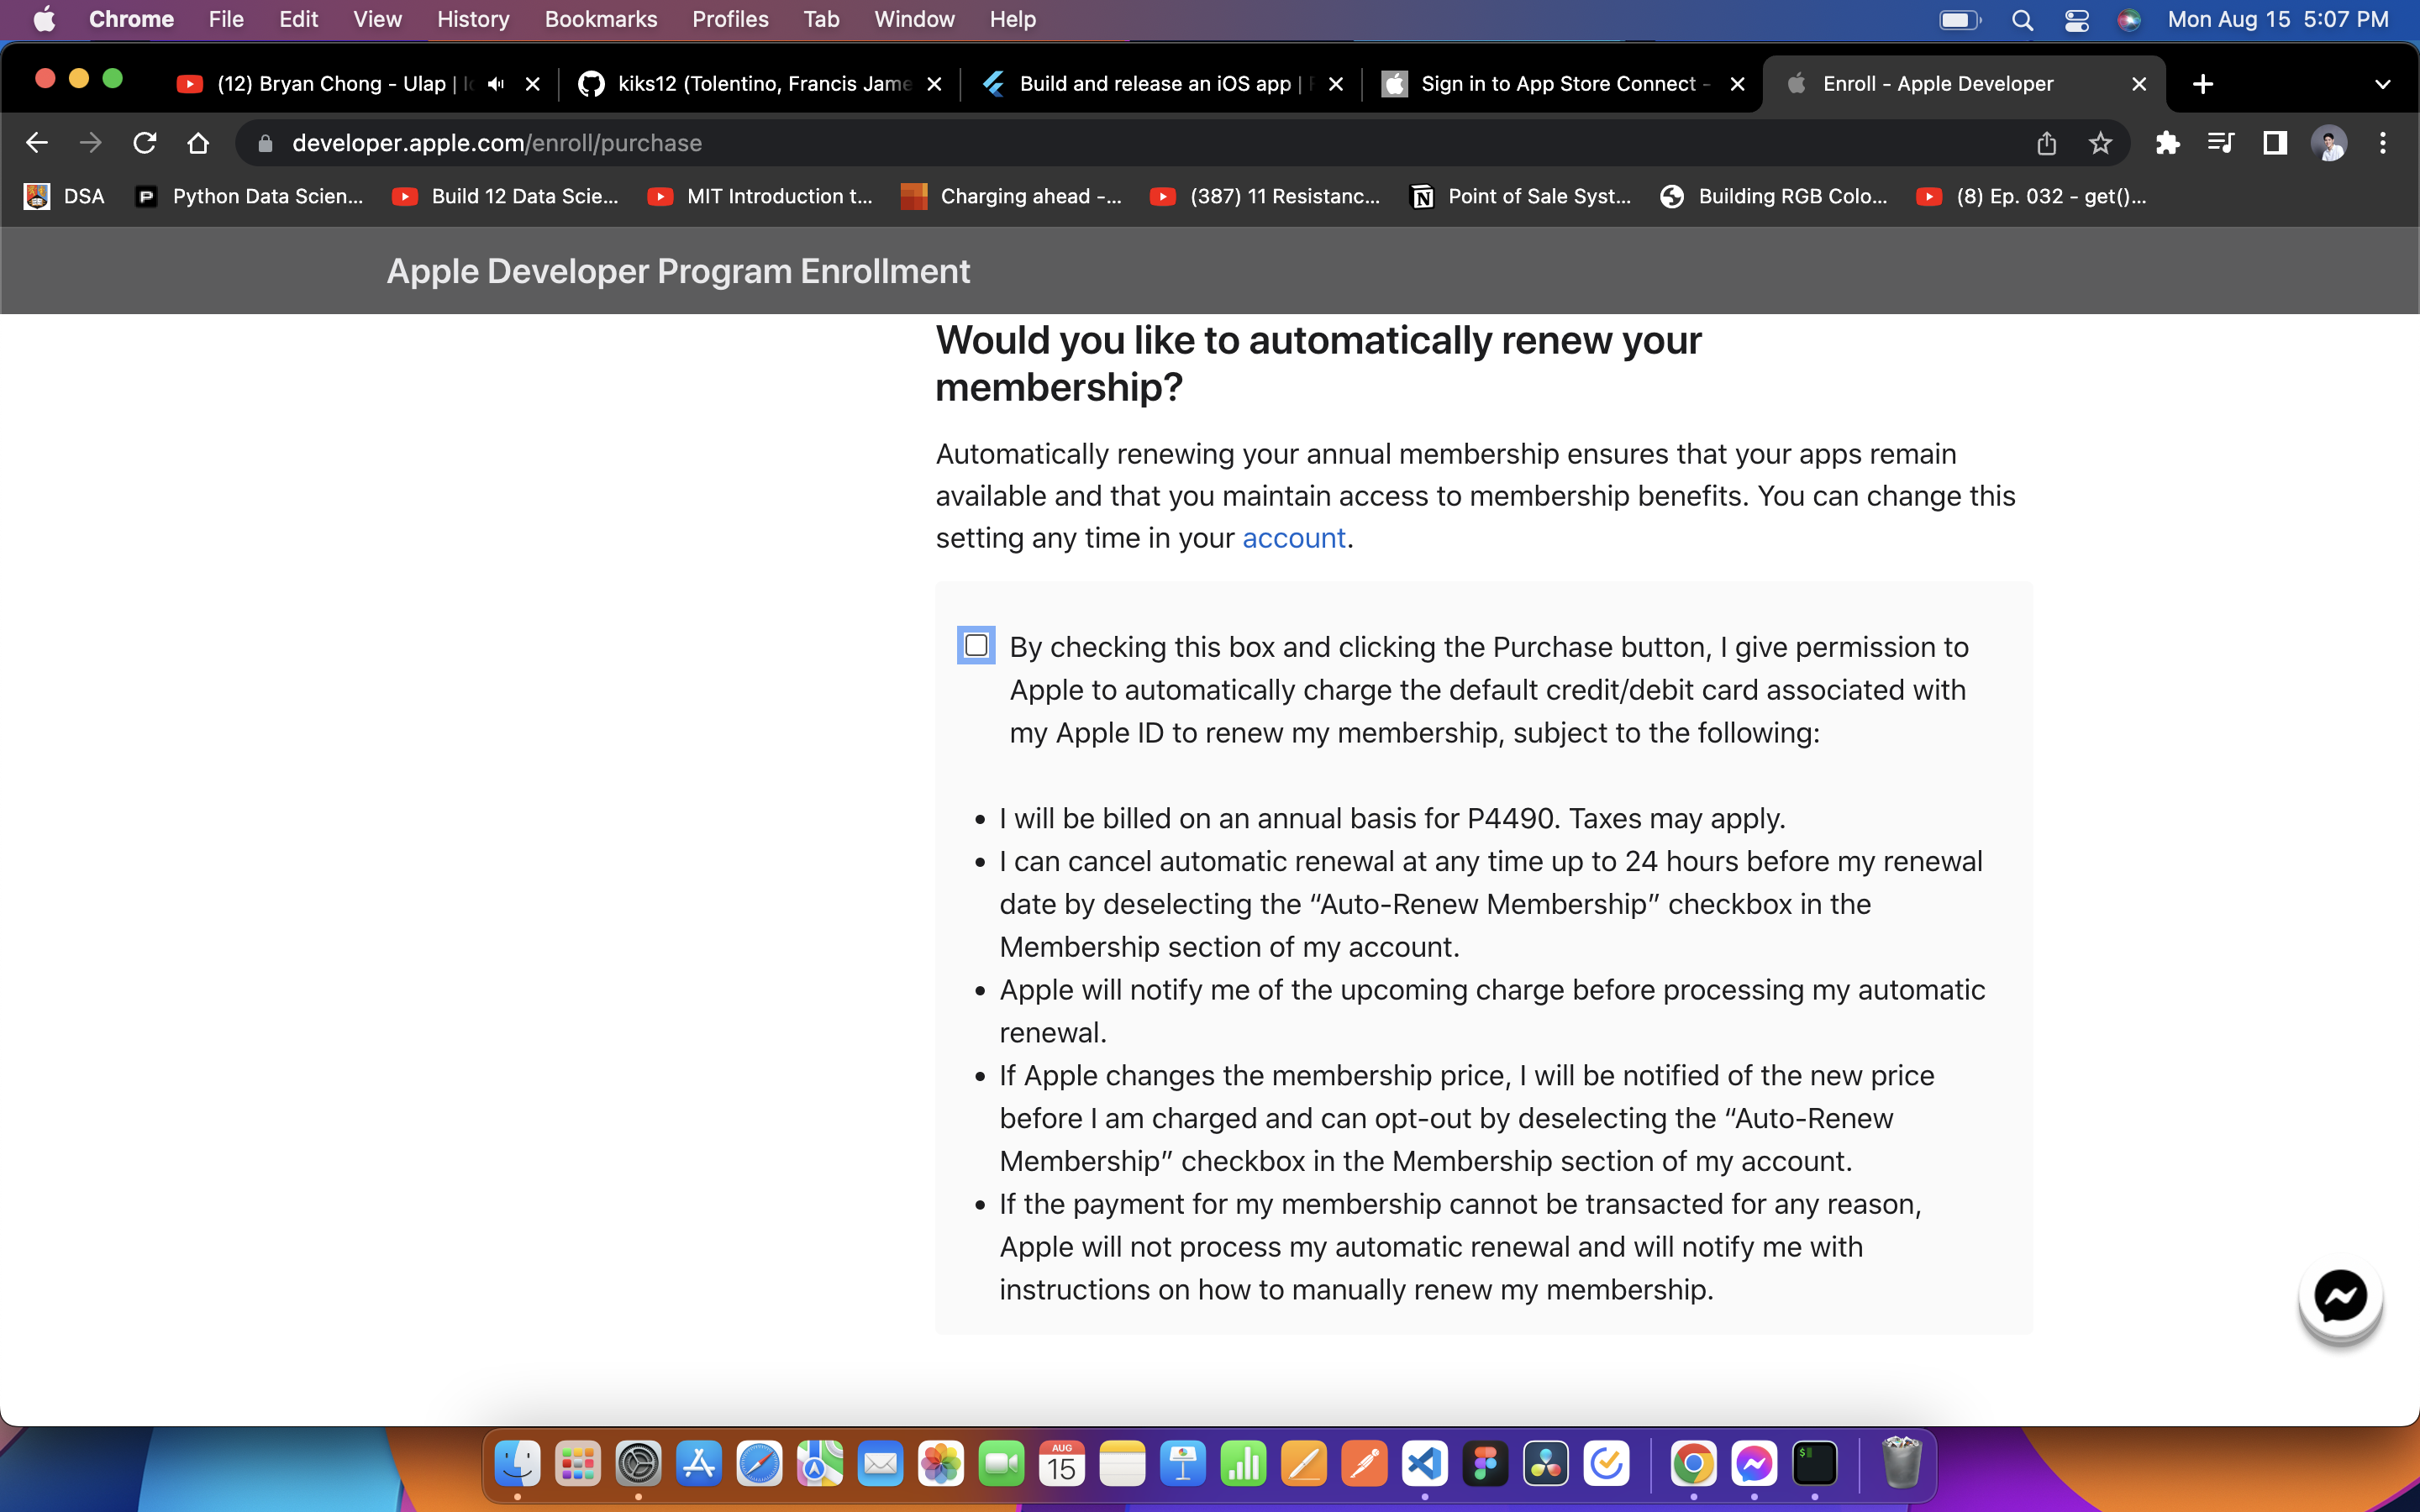 Chrome File Edit View History Bookmarks Profiles Tab Window Help Mon Aug 15 5:07 PM
(12) Bryan Chong - Ulap | kiks12 (Tolentino, Francis Jame Build and release an iOS app | Sign in to App Store Connect - Enroll - Apple Developer
developer.apple.com/enroll/purchase
DSA Python Data Scien... Build 12 Data Scie... MIT Introduction t... Charging ahead -... (387) 11 Resistanc... Point of Sale Syst... Building RGB Colo... (8) Ep. 032 - get()...
Apple Developer Program Enrollment
Would you like to automatically renew your
membership?
Automatically renewing your annual membership ensures that your apps remain
available and that you maintain access to membership benefits. You can change this
setting any time in your account.
By checking this box and clicking the Purchase button, I give permission to
Apple to automatically charge the default credit/debit card associated with
my Apple ID to renew my membership, subject to the following:
• I will be billed on an annual basis for P4490. Taxes may apply.
• I can cancel automatic renewal at any time up to 24 hours before my renewal
date by deselecting the “Auto-Renew Membership” checkbox in the
Membership section of my account.
• Apple will notify me of the upcoming charge before processing my automatic
renewal.
• If Apple changes the membership price, I will be notified of the new price
before I am charged and can opt-out by deselecting the “Auto-Renew
Membership” checkbox in the Membership section of my account.
• If the payment for my membership cannot be transacted for any reason,
Apple will not process my automatic renewal and will notify me with
instructions on how to manually renew my membership.
AUG
15